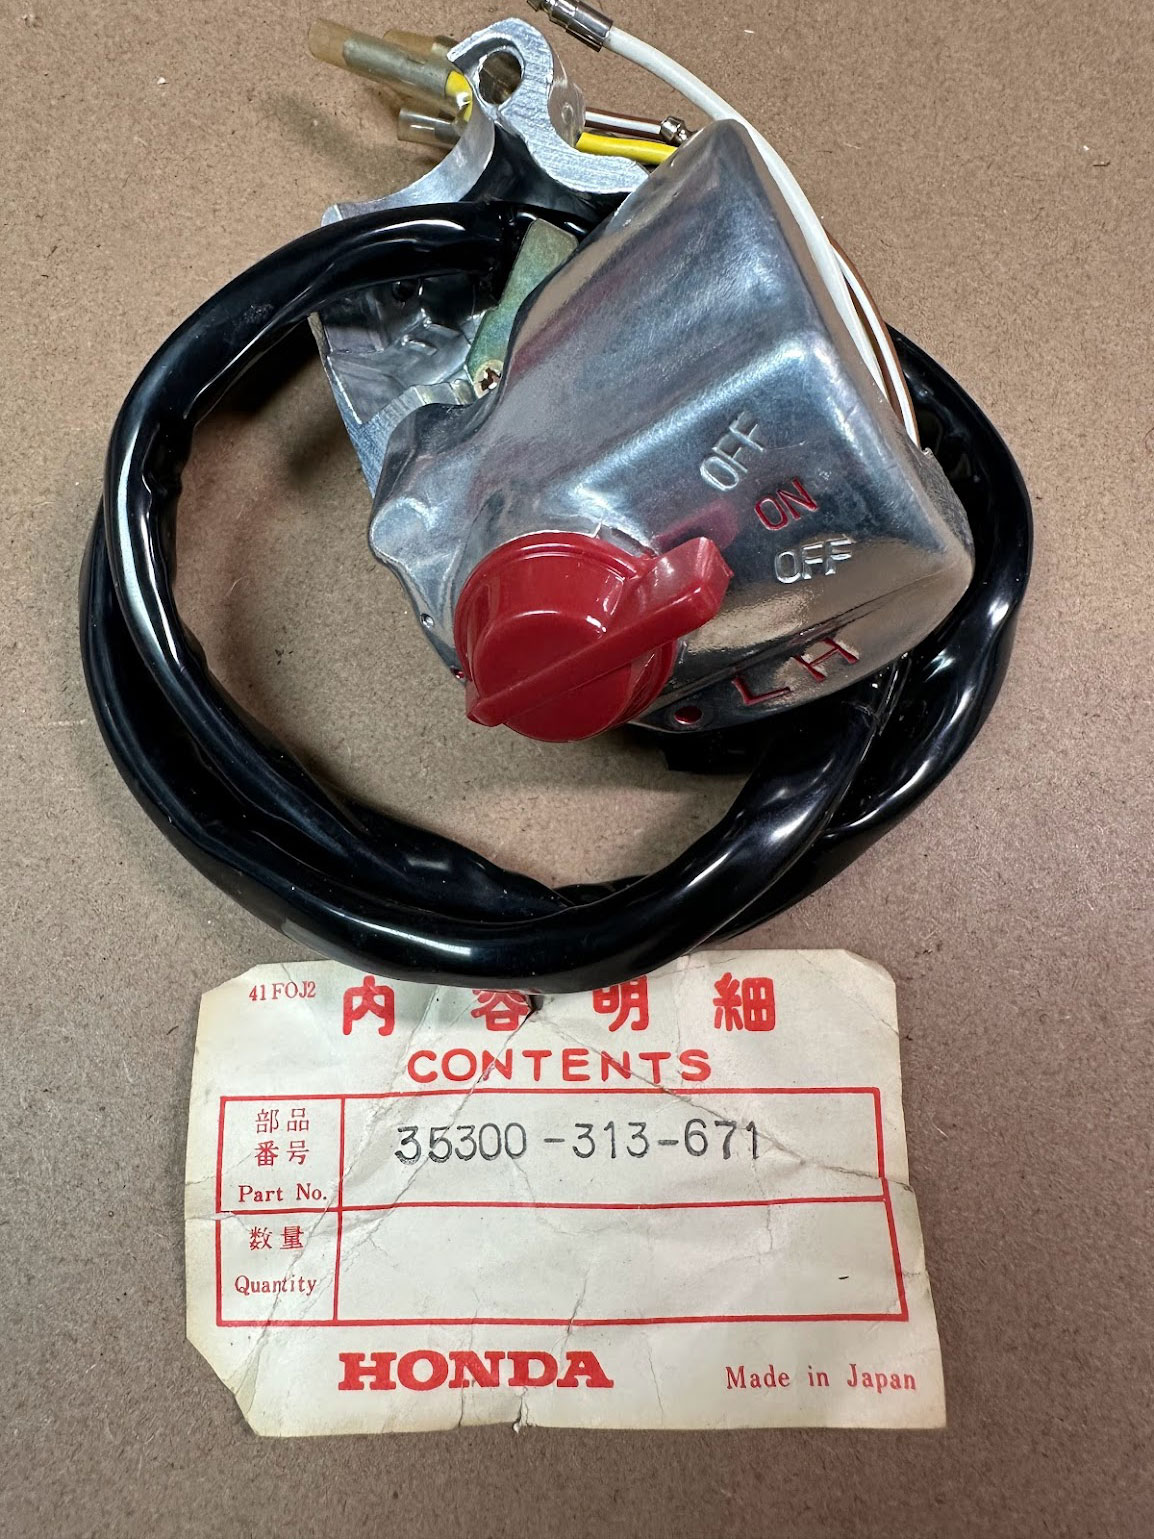 OFF
ON
OFF
LH
41FOJ2
内容明細
CONTENTS
部品
番号
Part No.
35300-313-671
数量
Quantity
HONDA
Made in Japan